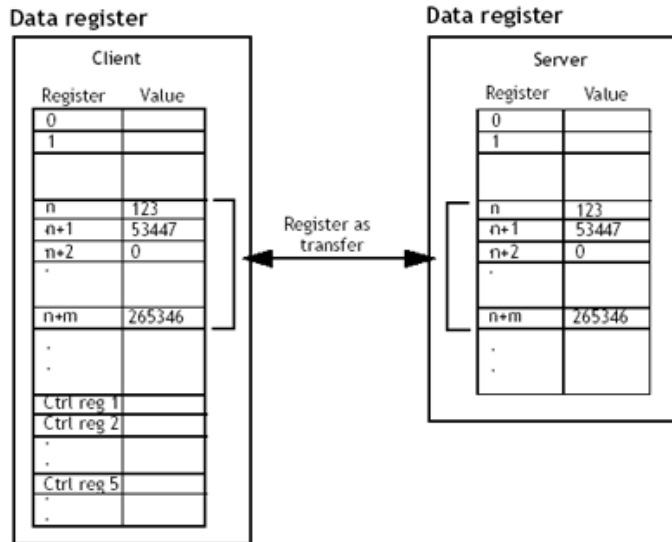 Data register
Client
Register Value
0
1
n 123
n+1 53447
n+2 0
.
n+m 265346
.
.
Ctrl reg 1
Ctrl reg 2
.
.
Ctrl reg 5
.
.
Register as
transfer
Data register
Server
Register Value
0
1
n 123
n+1 53447
n+2 0
.
n+m 265346
.
.